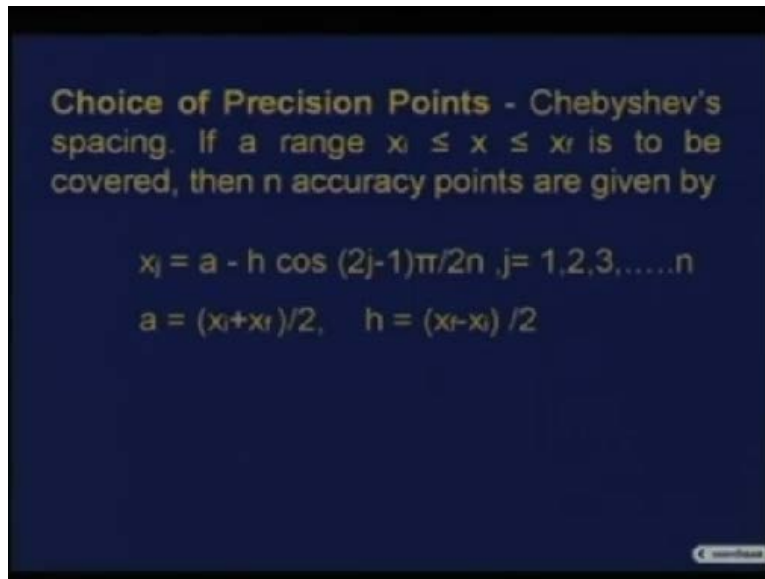 Choice of Precision Points - Chebyshev's
spacing. If a range xi ≤ x ≤ xf is to be
covered, then n accuracy points are given by
xj = a - h cos (2j-1)π/2n ,j= 1,2,3,.....n
a = (xi+xf )/2, h = (xf-xi) /2